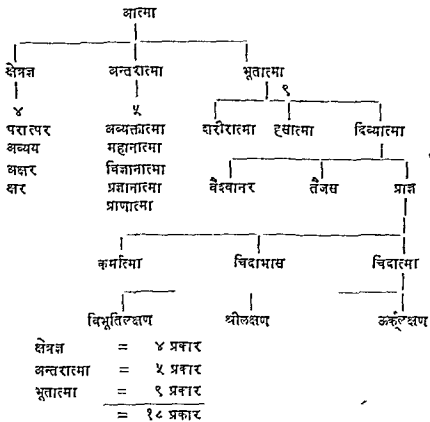 आत्मा
क्षेत्रज्ञ अन्तरात्मा भूतात्मा
४ ५ ९
परात्पर अव्यक्तात्मा शरीरात्मा हंसात्मा दिव्यात्मा
अव्यय महानात्मा
अक्षर विज्ञानात्मा
क्षर प्रज्ञानात्मा वैश्वानर तैजस प्राज्ञ
प्राणात्मा
कर्मात्मा चिदाभास चिदात्मा
विभूतिलक्षण श्रीलक्षण ऊर्क्लक्षण
क्षेत्रज्ञ = ४ प्रकार
अन्तरात्मा = ५ प्रकार
भूतात्मा = ९ प्रकार
= १८ प्रकार